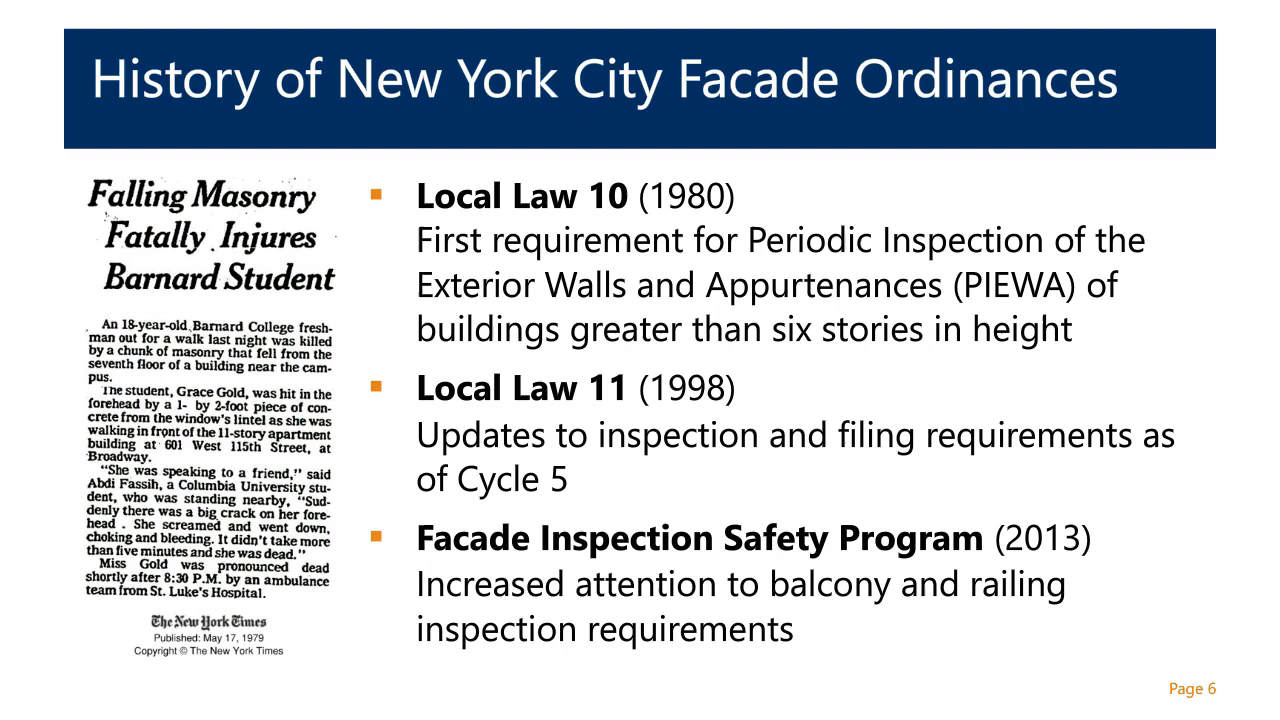 History of New York City Facade Ordinances
Falling Masonry
Fatally Injures
Barnard Student
An 18-year-old Barnard College fresh-
man out for a walk last night was killed
by a chunk of masonry that fell from the
seventh floor of a building near the cam-
pus.
The student, Grace Gold, was hit in the
forehead by a 1- by 2-foot piece of con-
crete from the window's lintel as she was
walking in front of the 11-story apartment
building at 601 West 115th Street, at
Broadway.
"She was speaking to a friend," said
Abdi Fassih, a Columbia University stu-
dent, who was standing nearby, "Sud-
denly there was a big crack on her fore-
head . She screamed and went down,
choking and bleeding. It didn't take more
than five minutes and she was dead."
Miss Gold was pronounced dead
shortly after 8:30 P.M. by an ambulance
team from St. Luke's Hospital.
The New York Times
Published: May 17, 1979
Copyright © The New York Times
▪ Local Law 10 (1980)
First requirement for Periodic Inspection of the
Exterior Walls and Appurtenances (PIEWA) of
buildings greater than six stories in height
▪ Local Law 11 (1998)
Updates to inspection and filing requirements as
of Cycle 5
▪ Facade Inspection Safety Program (2013)
Increased attention to balcony and railing
inspection requirements
Page 6